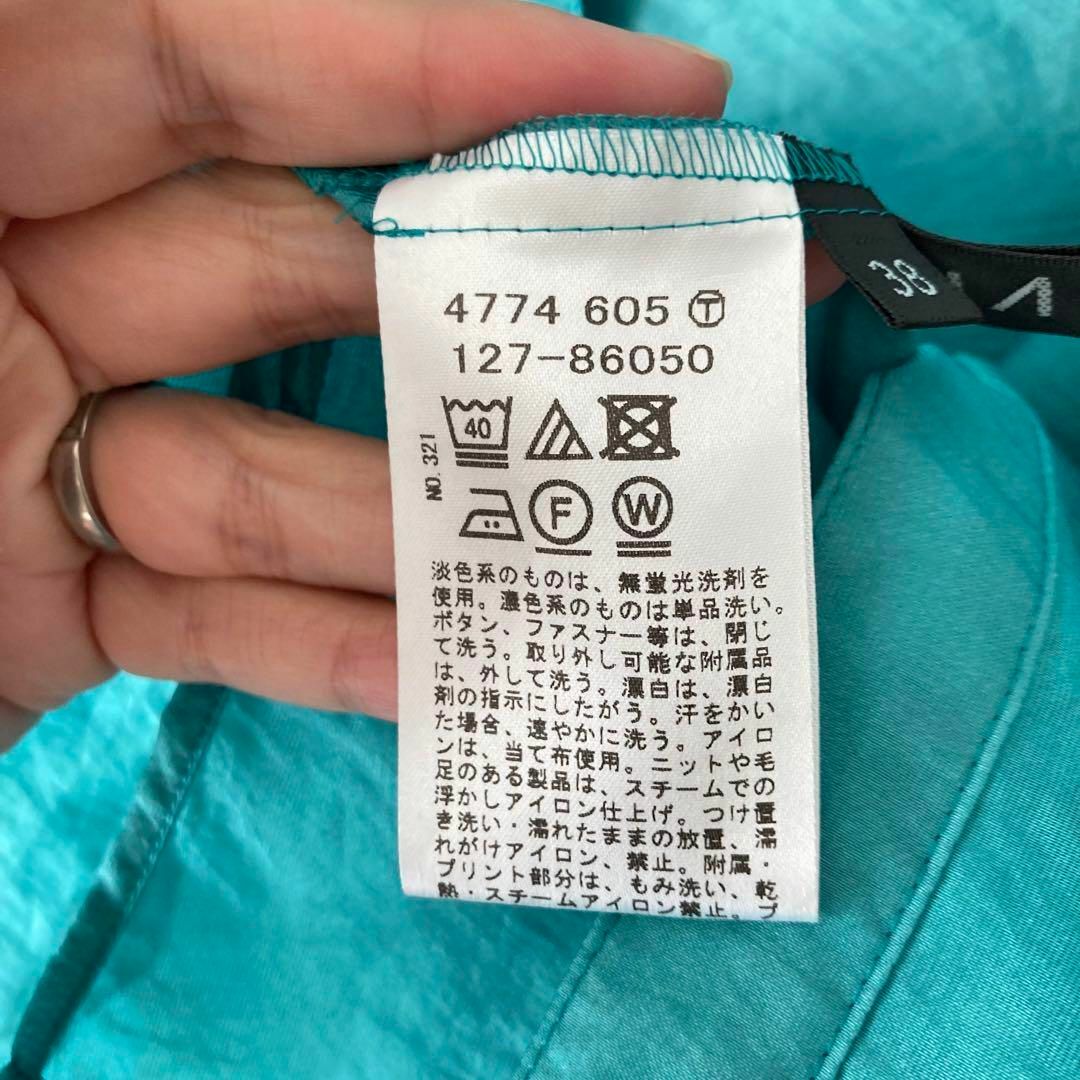 4774 605 Ⓣ
127-86050
NO. 321
40
F
W
淡色系のものは、無蛍光洗剤を
使用。濃色系のものは単品洗い。
ボタン、ファスナー等は、閉じ
て洗う。取り外し可能な附属品
は、外して洗う。漂白は、漂白
剤の指示にしたがう。汗をかい
た場合、速やかに洗う。アイロ
ンは、当て布使用。ニットや毛
足のある製品は、スチームでの
浮かしアイロン仕上げ。つけ置
き洗い・濡れたままの放置、濡
れがけアイロン、禁止。附属・
プリント部分は、もみ洗い、乾
熱・スチームアイロン禁止。プ
38